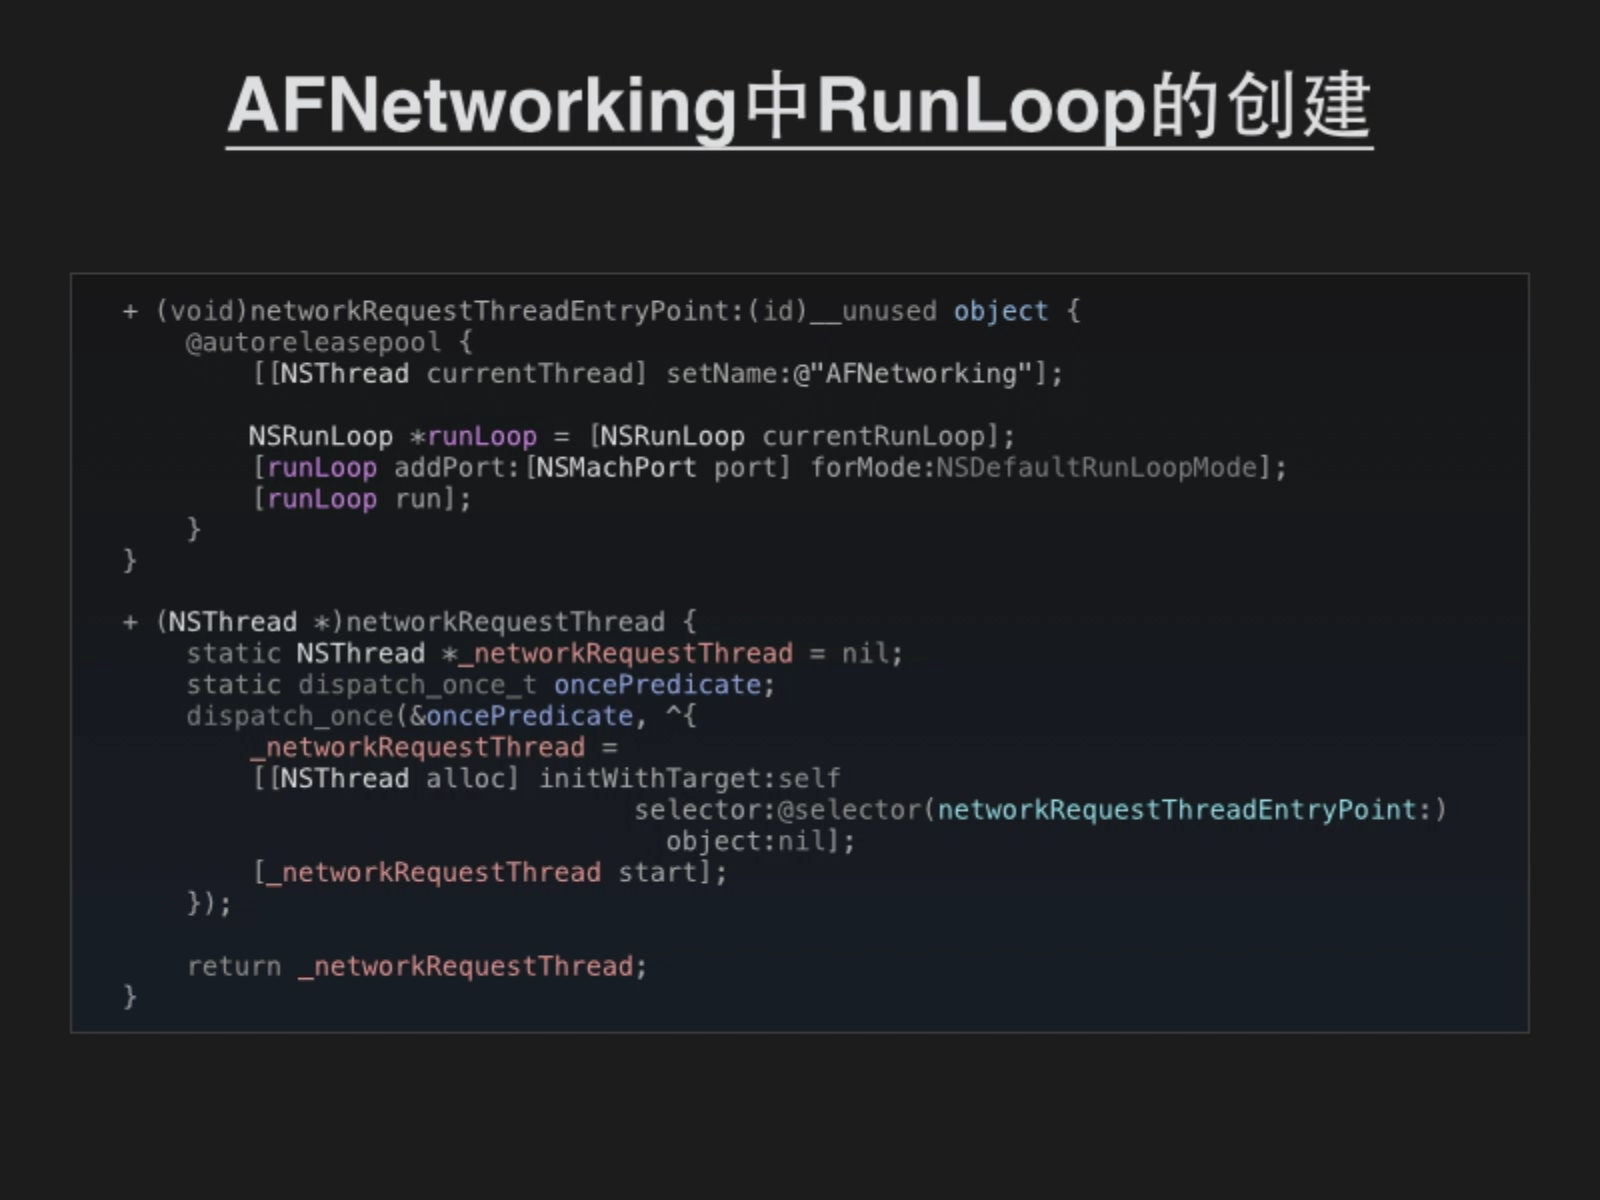 AFNetworking中RunLoop的创建
+ (void)networkRequestThreadEntryPoint:(id)__unused object {
    @autoreleasepool {
        [[NSThread currentThread] setName:@"AFNetworking"];

        NSRunLoop *runLoop = [NSRunLoop currentRunLoop];
        [runLoop addPort:[NSMachPort port] forMode:NSDefaultRunLoopMode];
        [runLoop run];
    }
}

+ (NSThread *)networkRequestThread {
    static NSThread *_networkRequestThread = nil;
    static dispatch_once_t oncePredicate;
    dispatch_once(&oncePredicate, ^{
        _networkRequestThread =
        [[NSThread alloc] initWithTarget:self
                                selector:@selector(networkRequestThreadEntryPoint:)
                                  object:nil];
        [_networkRequestThread start];
    });

    return _networkRequestThread;
}